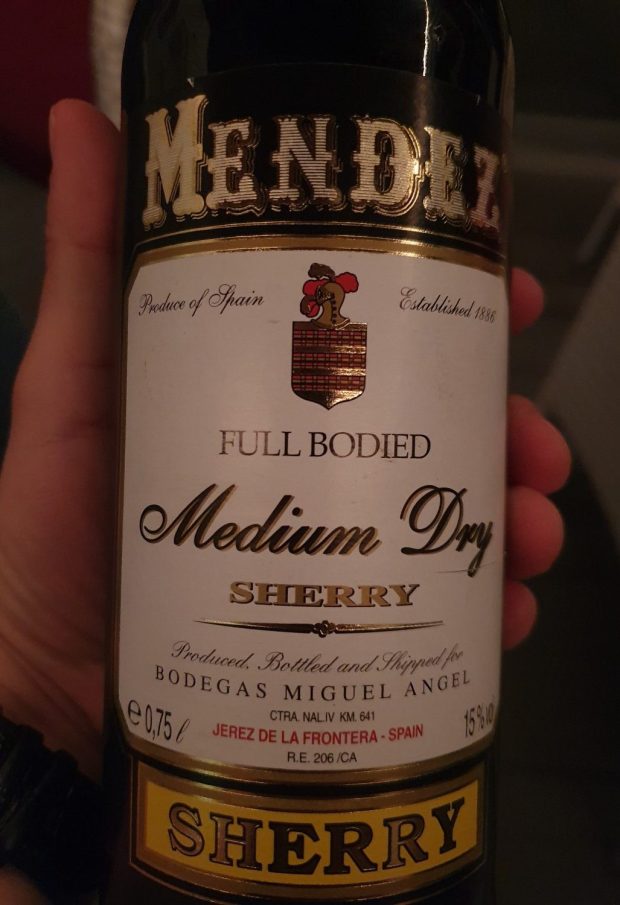 MENDEZ
Produce of Spain
Established 1886
FULL BODIED
Medium Dry
SHERRY
Produced, Bottled and Shipped for
BODEGAS MIGUEL ANGEL
CTRA. NAL.IV KM. 641
e 0,75 l
JEREZ DE LA FRONTERA - SPAIN
15% vol
R.E. 206 /CA
SHERRY